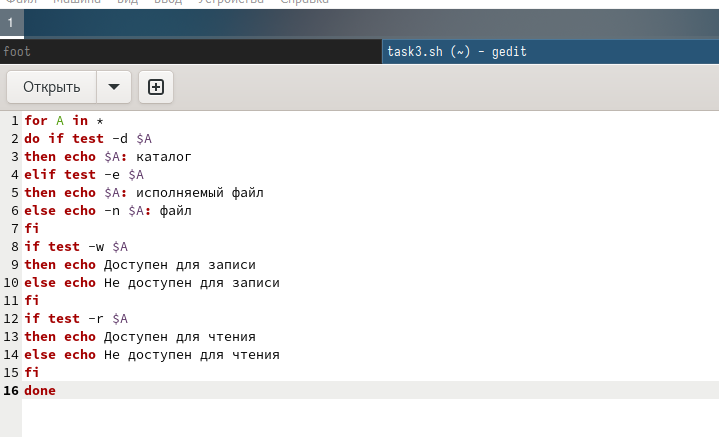 Файл Машина Вид Ввод Устройства Справка
1
foot
task3.sh (~) - gedit
Открыть
1 for A in *
2 do if test -d $A
3 then echo $A: каталог
4 elif test -e $A
5 then echo $A: исполняемый файл
6 else echo -n $A: файл
7 fi
8 if test -w $A
9 then echo Доступен для записи
10 else echo Не доступен для записи
11 fi
12 if test -r $A
13 then echo Доступен для чтения
14 else echo Не доступен для чтения
15 fi
16 done